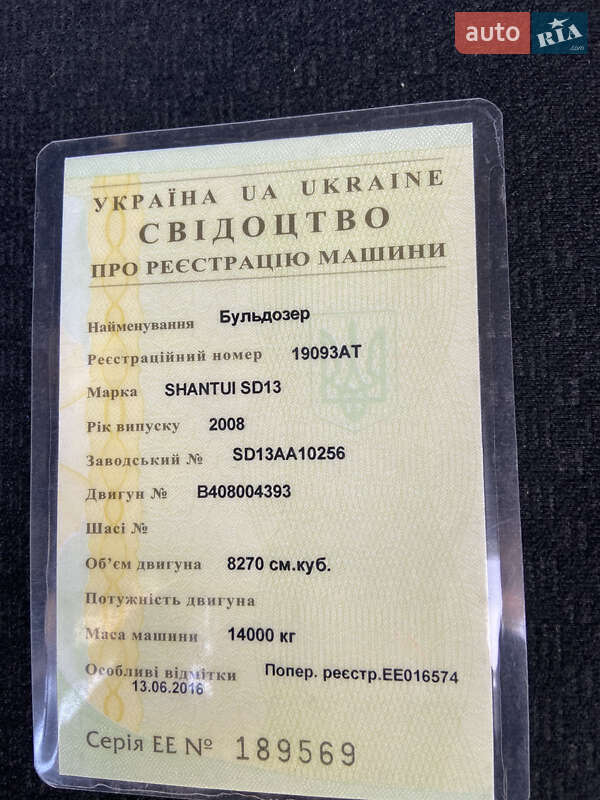 auto RIA .com
УКРАЇНА UA UKRAINE
СВІДОЦТВО
ПРО РЕЄСТРАЦІЮ МАШИНИ
Найменування Бульдозер
Реєстраційний номер 19093АТ
Марка SHANTUI SD13
Рік випуску 2008
Заводський № SD13AA10256
Двигун № B408004393
Шасі №
Об'єм двигуна 8270 см.куб.
Потужність двигуна
Маса машини 14000 кг
Особливі відмітки Попер. реєстр.ЕЕ016574
13.06.2016
Серія ЕЕ № 189569